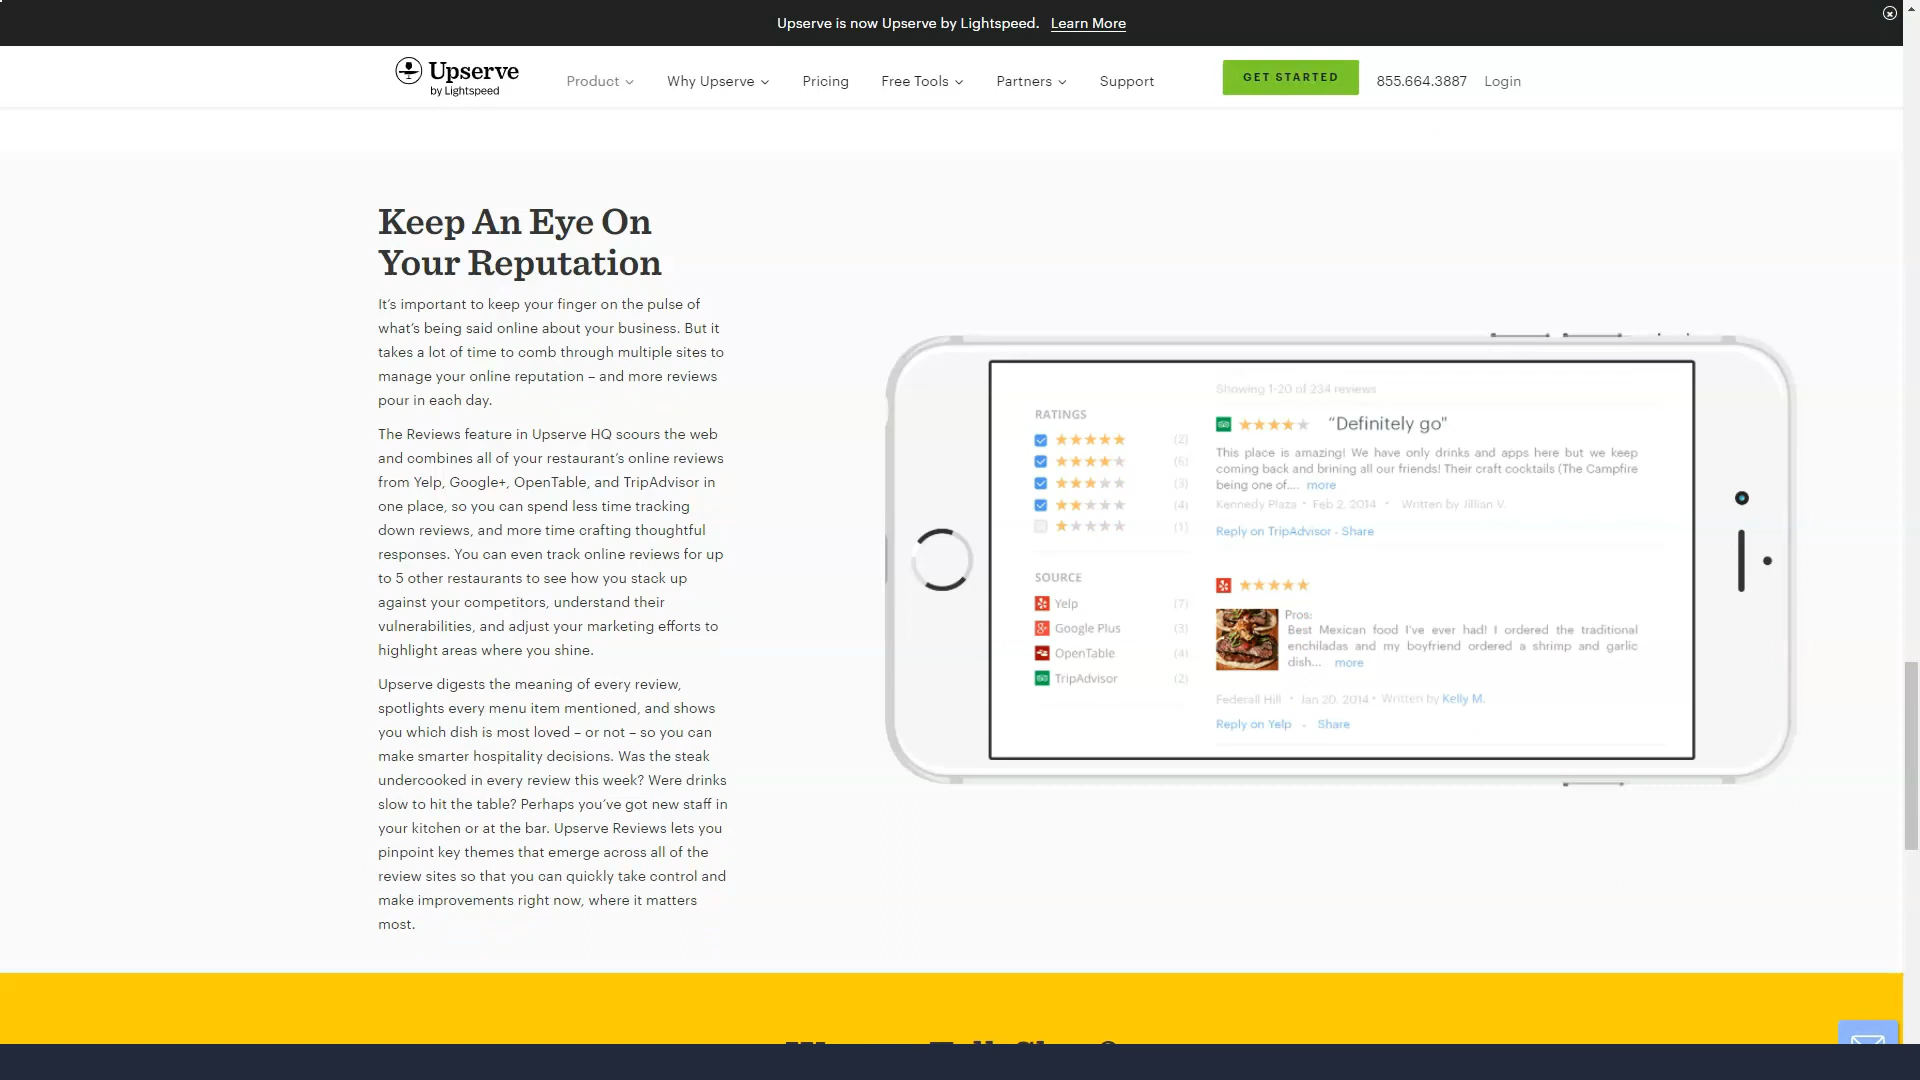 Upserve is now Upserve by Lightspeed. Learn More
Upserve
by Lightspeed
Product
Why Upserve
Pricing
Free Tools
Partners
Support
GET STARTED
855.664.3887
Login
Keep An Eye On
Your Reputation
It's important to keep your finger on the pulse of
what's being said online about your business. But it
takes a lot of time to comb through multiple sites to
manage your online reputation – and more reviews
pour in each day.
The Reviews feature in Upserve HQ scours the web
and combines all of your restaurant's online reviews
from Yelp, Google+, OpenTable, and TripAdvisor in
one place, so you can spend less time tracking
down reviews, and more time crafting thoughtful
responses. You can even track online reviews for up
to 5 other restaurants to see how you stack up
against your competitors, understand their
vulnerabilities, and adjust your marketing efforts to
highlight areas where you shine.
Upserve digests the meaning of every review,
spotlights every menu item mentioned, and shows
you which dish is most loved – or not – so you can
make smarter hospitality decisions. Was the steak
undercooked in every review this week? Were drinks
slow to hit the table? Perhaps you've got new staff in
your kitchen or at the bar. Upserve Reviews lets you
pinpoint key themes that emerge across all of the
review sites so that you can quickly take control and
make improvements right now, where it matters
most.
RATINGS
(2)
(6)
(3)
(4)
(1)
SOURCE
Yelp (7)
Google Plus (3)
OpenTable (4)
TripAdvisor (2)
Showing 1-20 of 234 reviews
"Definitely go"
This place is amazing! We have only drinks and apps here but we keep
coming back and brining all our friends! Their craft cocktails (The Campfire
being one of.... more
Kennedy Plaza • Feb 2, 2014 • Written by Jillian V.
Reply on TripAdvisor - Share
Pros:
Best Mexican food I've ever had! I ordered the traditional
enchiladas and my boyfriend ordered a shrimp and garlic
dish... more
Federall Hill • Jan 20, 2014 • Written by Kelly M.
Reply on Yelp - Share